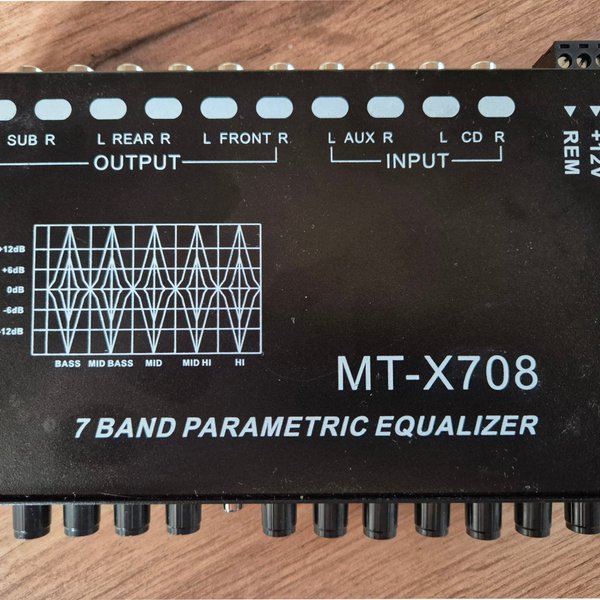 SUB R L REAR R L FRONT R L AUX R L CD R
OUTPUT INPUT
REM
+12V
+12dB
+6dB
0dB
-6dB
-12dB
BASS MID BASS MID MID HI HI
MT-X708
7 BAND PARAMETRIC EQUALIZER